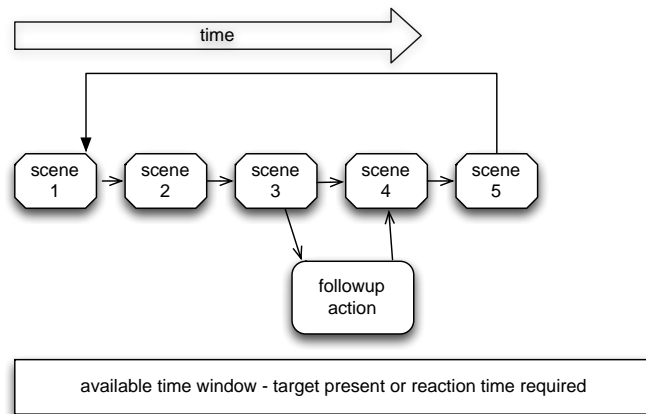 time
scene
1
scene
2
scene
3
scene
4
scene
5
followup
action
available time window - target present or reaction time required